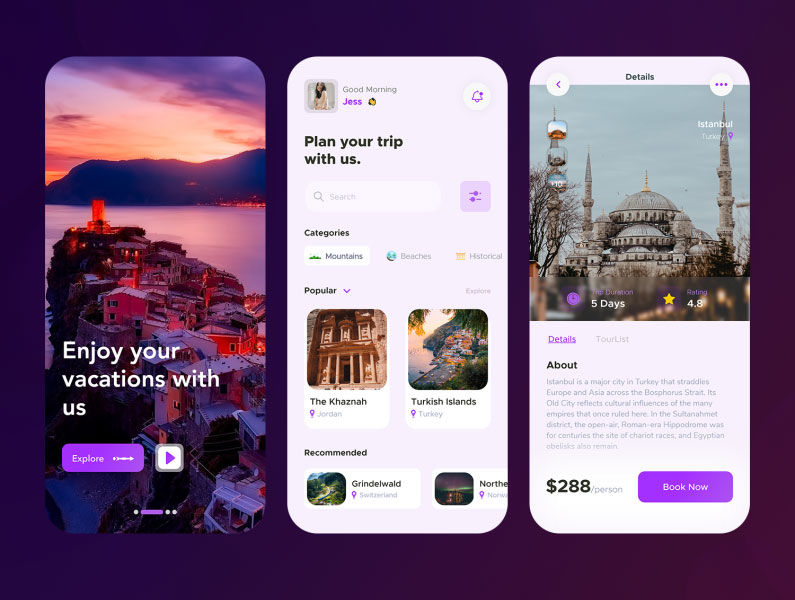 Enjoy your
vacations with
us
Explore
Good Morning
Jess
Plan your trip
with us.
Search
Categories
Mountains
Beaches
Historical
Popular
Explore
The Khaznah
Jordan
Turkish Islands
Turkey
Recommended
Grindelwald
Switzerland
Northe
Norwa
Details
Istanbul
Turkey
+10
Trip Duration
5 Days
Rating
4.8
Details
TourList
About
Istanbul is a major city in Turkey that straddles
Europe and Asia across the Bosphorus Strait. Its
Old City reflects cultural influences of the many
empires that once ruled here. In the Sultanahmet
district, the open-air, Roman-era Hippodrome was
for centuries the site of chariot races, and Egyptian
obelisks also remain.
$288/person
Book Now